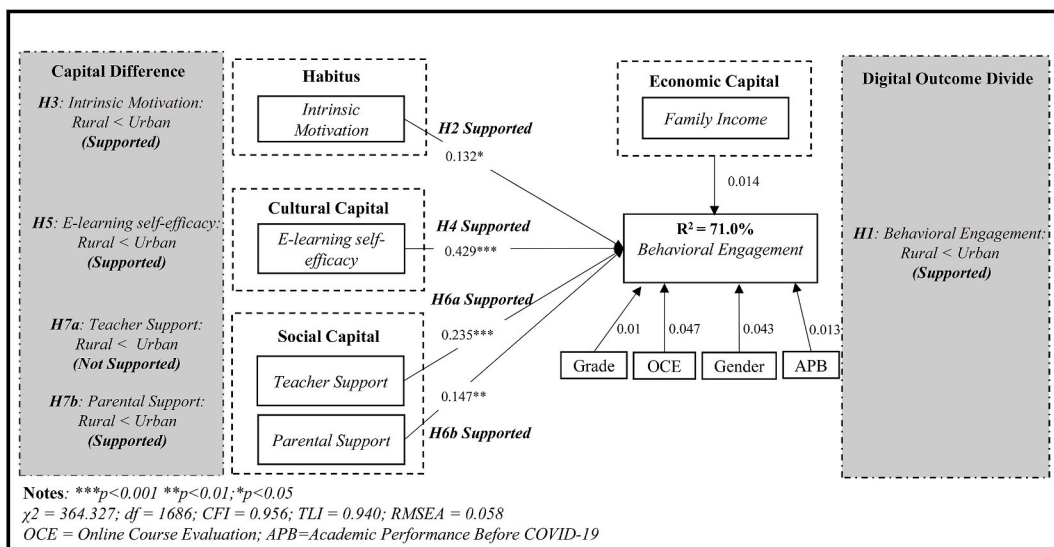 Capital Difference
H3: Intrinsic Motivation:
Rural < Urban
(Supported)
H5: E-learning self-efficacy:
Rural < Urban
(Supported)
H7a: Teacher Support:
Rural < Urban
(Not Supported)
H7b: Parental Support:
Rural < Urban
(Supported)
Habitus
Intrinsic
Motivation
Cultural Capital
E-learning self-
efficacy
Social Capital
Teacher Support
Parental Support
H2 Supported
0.132*
H4 Supported
0.429***
H6a Supported
0.235***
0.147**
H6b Supported
Economic Capital
Family Income
0.014
R² = 71.0%
Behavioral Engagement
0.01
0.047
0.043
0.013
Grade
OCE
Gender
APB
Digital Outcome Divide
H1: Behavioral Engagement:
Rural < Urban
(Supported)
Notes: ***p<0.001 **p<0.01;*p<0.05
χ2 = 364.327; df = 1686; CFI = 0.956; TLI = 0.940; RMSEA = 0.058
OCE = Online Course Evaluation; APB=Academic Performance Before COVID-19